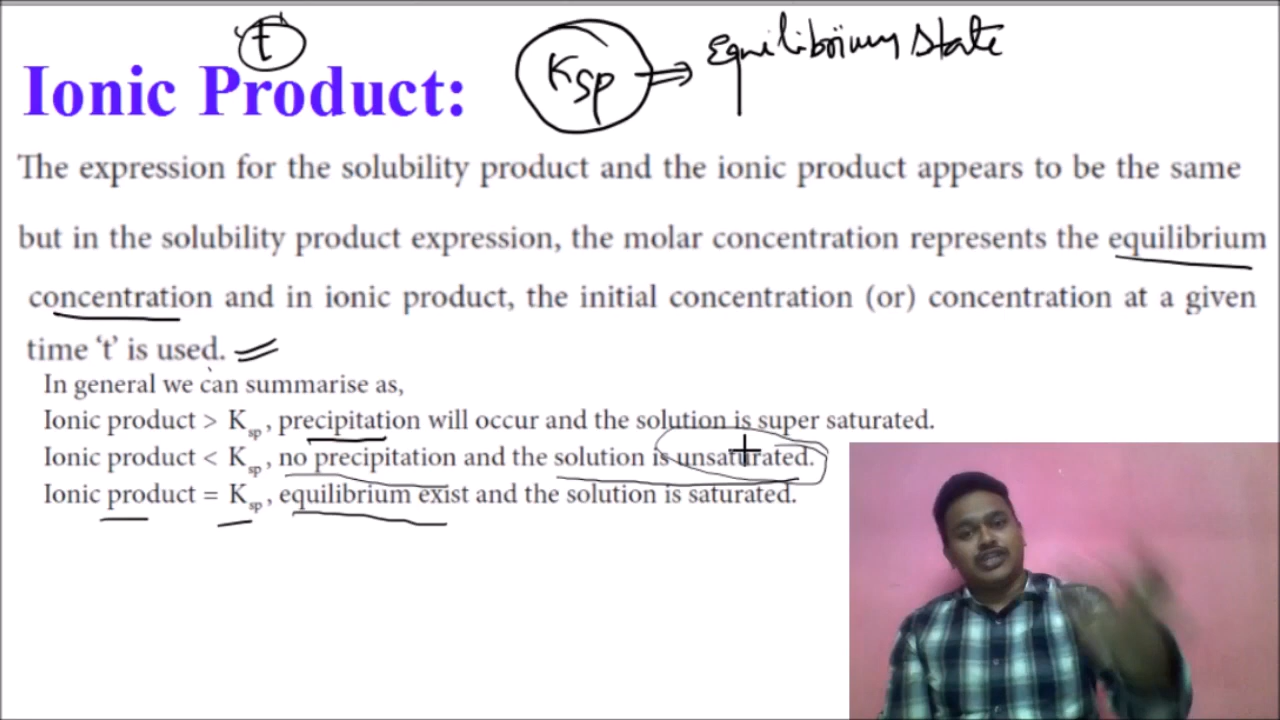 t
Ksp ⇒ Equilibrium State
Ionic Product:
The expression for the solubility product and the ionic product appears to be the same
but in the solubility product expression, the molar concentration represents the equilibrium
concentration and in ionic product, the initial concentration (or) concentration at a given
time ‘t’ is used.
In general we can summarise as,
Ionic product > Ksp, precipitation will occur and the solution is super saturated.
Ionic product < Ksp, no precipitation and the solution is unsaturated.
Ionic product = Ksp, equilibrium exist and the solution is saturated.